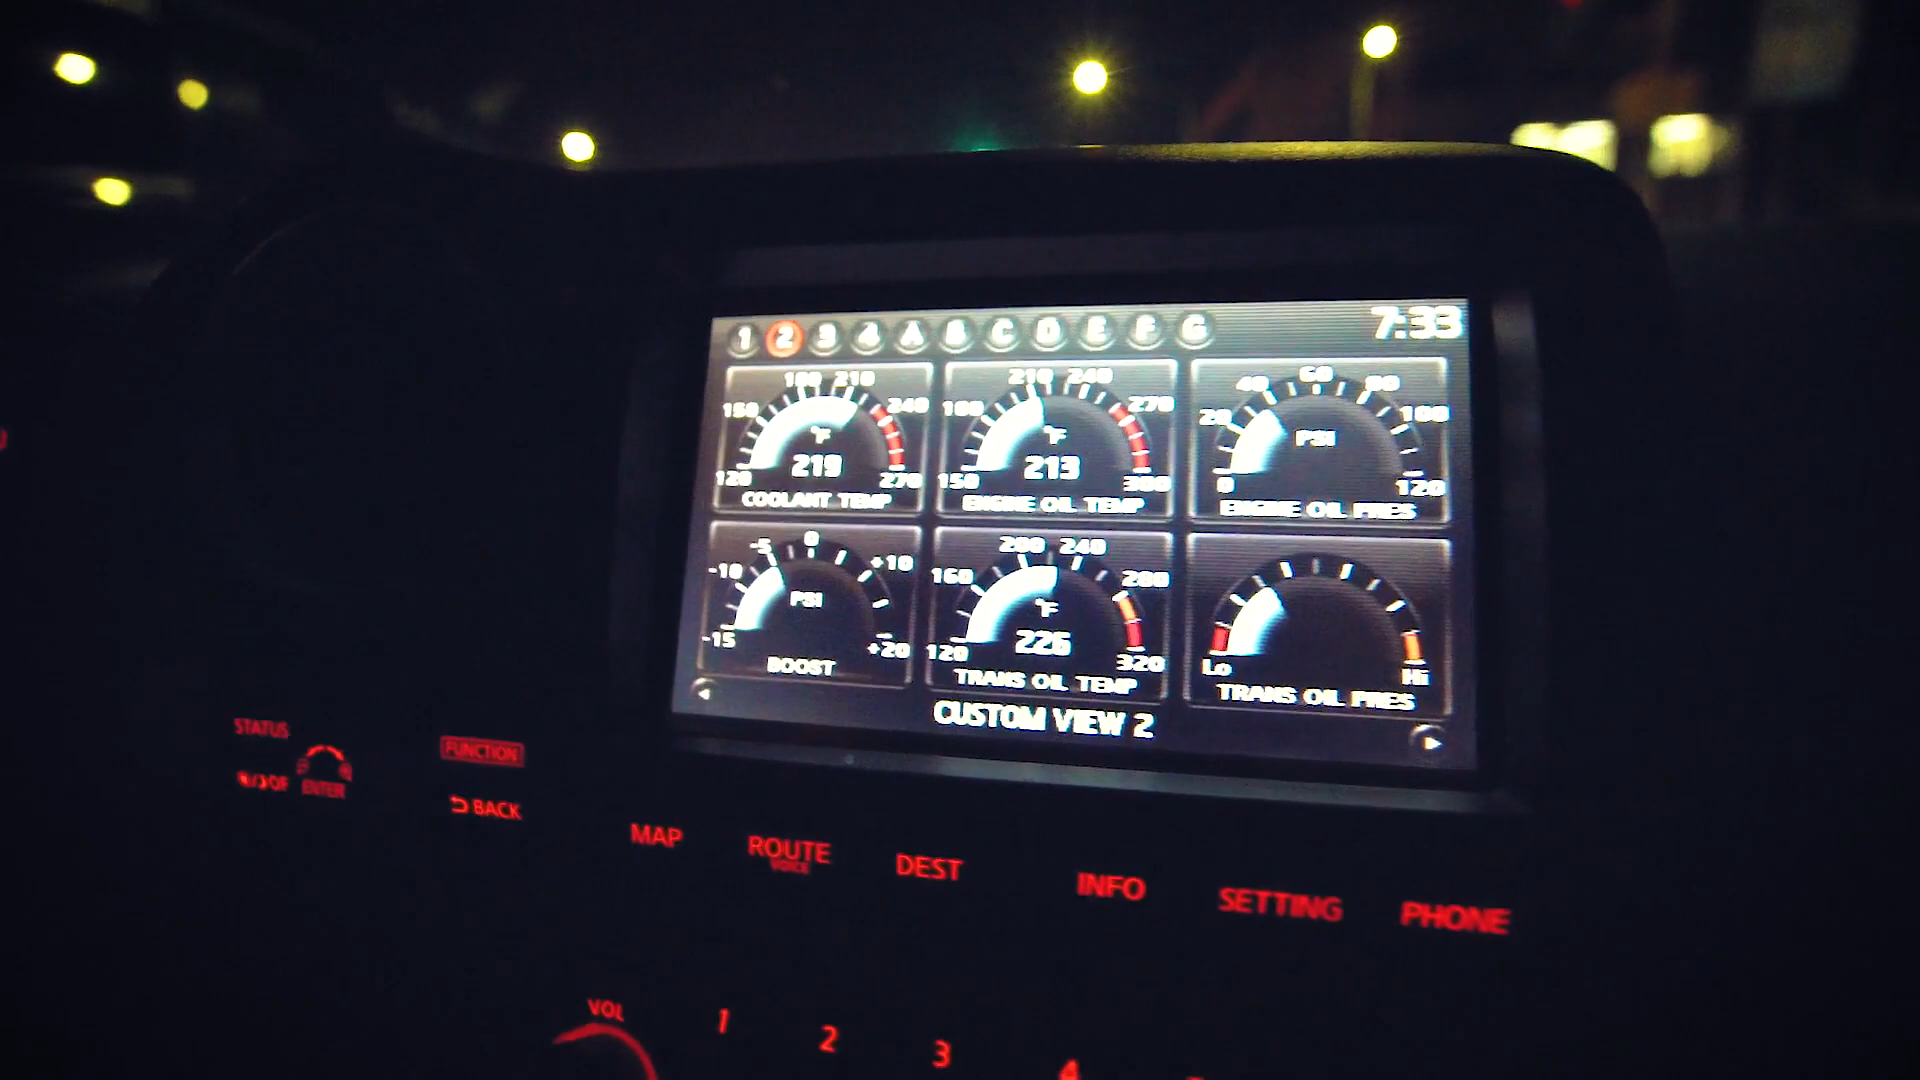 1 2 3 4 A B C D E F G
7:33
120 150 180 210 240 270
°F
219
COOLANT TEMP
150 180 210 240 270 300
°F
213
ENGINE OIL TEMP
0 20 40 60 80 100 120
PSI
ENGINE OIL PRES
-15 -10 -5 0 +10 +20
PSI
BOOST
120 160 200 240 280 320
°F
226
TRANS OIL TEMP
Lo Hi
TRANS OIL PRES
CUSTOM VIEW 2
STATUS
ENTER
FUNCTION
BACK
MAP
ROUTE
VOICE
DEST
INFO
SETTING
PHONE
VOL
1 2 3 4